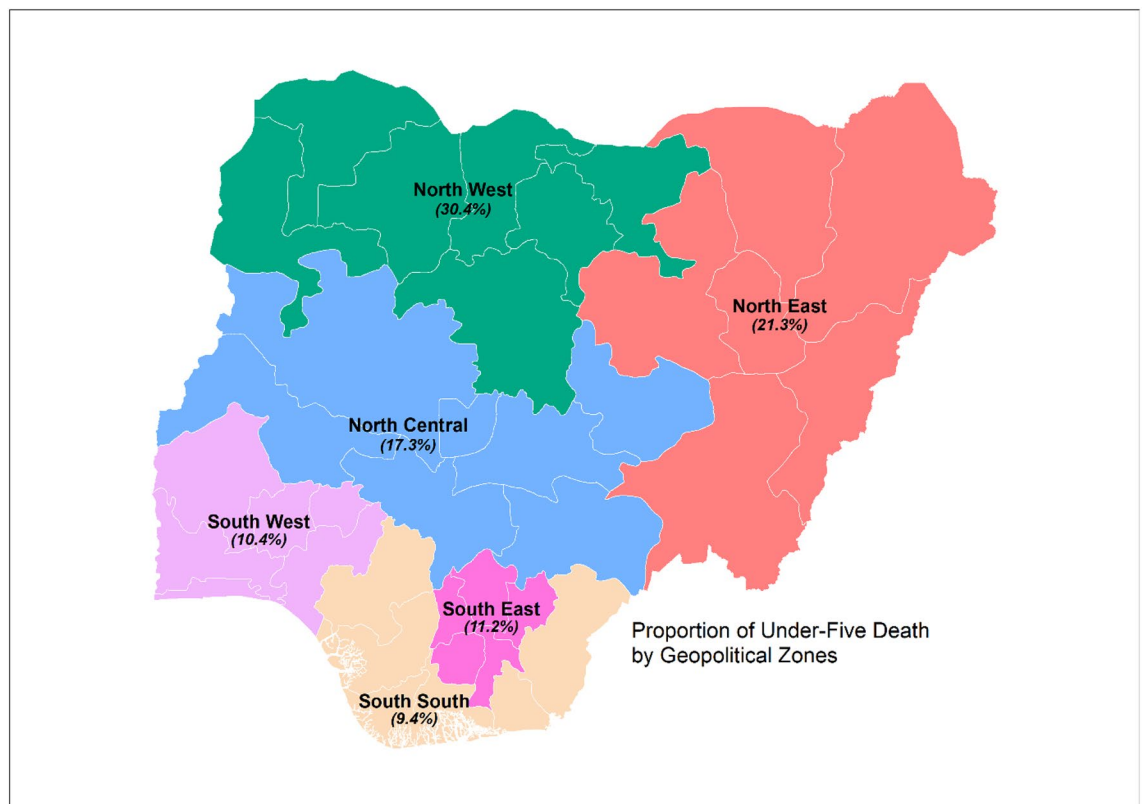 North West
(30.4%)
North East
(21.3%)
North Central
(17.3%)
South West
(10.4%)
South East
(11.2%)
Proportion of Under-Five Death
by Geopolitical Zones
South South
(9.4%)